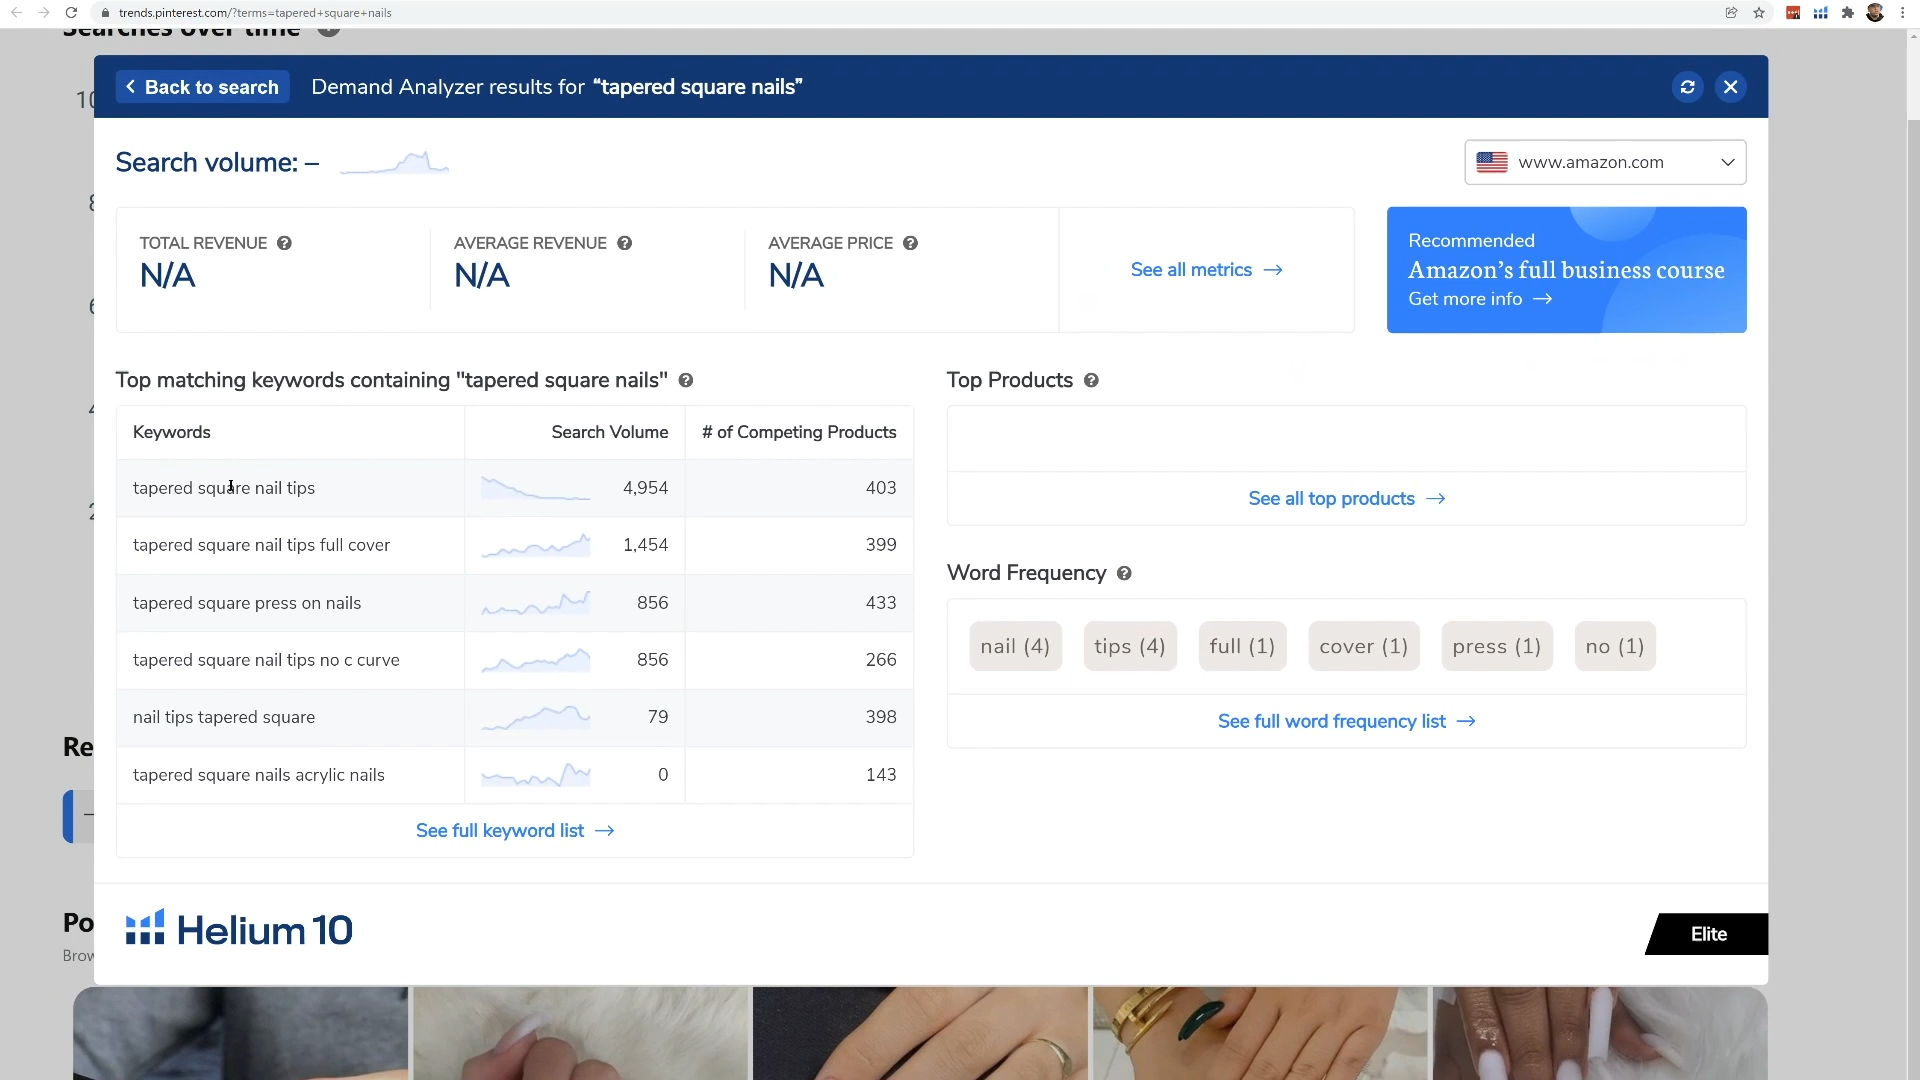 trends.pinterest.com/?terms=tapered+square+nails
Searches over time
Back to search
Demand Analyzer results for “tapered square nails”
Search volume: –
www.amazon.com
TOTAL REVENUE
N/A
AVERAGE REVENUE
N/A
AVERAGE PRICE
N/A
See all metrics →
Recommended
Amazon’s full business course
Get more info →
Top matching keywords containing "tapered square nails"
Keywords Search Volume # of Competing Products
tapered square nail tips 4,954 403
tapered square nail tips full cover 1,454 399
tapered square press on nails 856 433
tapered square nail tips no c curve 856 266
nail tips tapered square 79 398
tapered square nails acrylic nails 0 143
See full keyword list →
Top Products
See all top products →
Word Frequency
nail (4) tips (4) full (1) cover (1) press (1) no (1)
See full word frequency list →
Helium 10
Elite
Re
Po
Brow